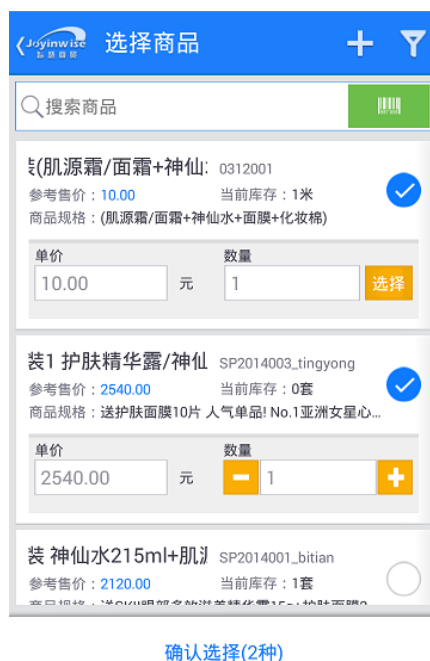 Joyinwise
选择商品
搜索商品
装(肌源霜/面霜+神仙
0312001
参考售价：10.00
当前库存：1米
商品规格：(肌源霜/面霜+神仙水+面膜+化妆棉)
单价
数量
10.00
元
1
选择
装1 护肤精华露/神仙
SP2014003_tingyong
参考售价：2540.00
当前库存：0套
商品规格：送护肤面膜10片 人气单品! No.1亚洲女星心...
单价
数量
2540.00
元
1
装 神仙水215ml+肌
SP2014001_bitian
参考售价：2120.00
当前库存：1套
确认选择(2种)